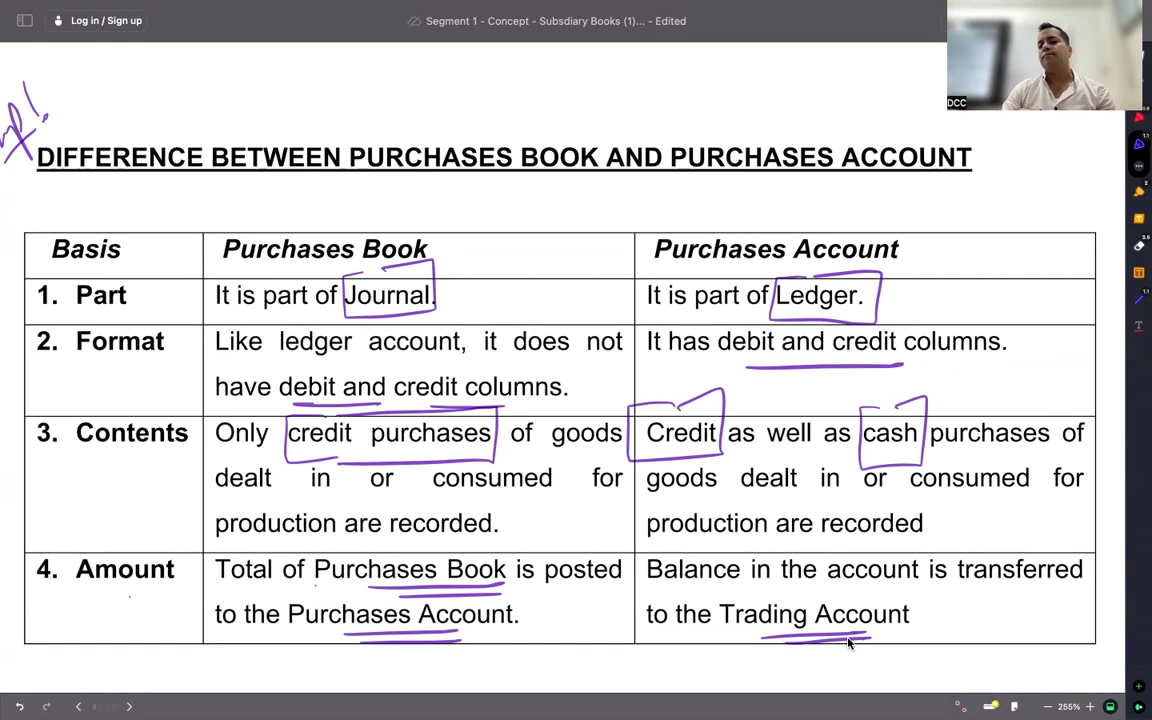 Log in / Sign up
Segment 1 - Concept - Subsdiary Books (1)... - Edited
DCC
DIFFERENCE BETWEEN PURCHASES BOOK AND PURCHASES ACCOUNT
Basis Purchases Book Purchases Account
1. Part It is part of Journal. It is part of Ledger.
2. Format Like ledger account, it does not It has debit and credit columns.
have debit and credit columns.
3. Contents Only credit purchases of goods Credit as well as cash purchases of
dealt in or consumed for goods dealt in or consumed for
production are recorded. production are recorded
4. Amount Total of Purchases Book is posted Balance in the account is transferred
to the Purchases Account. to the Trading Account
255%